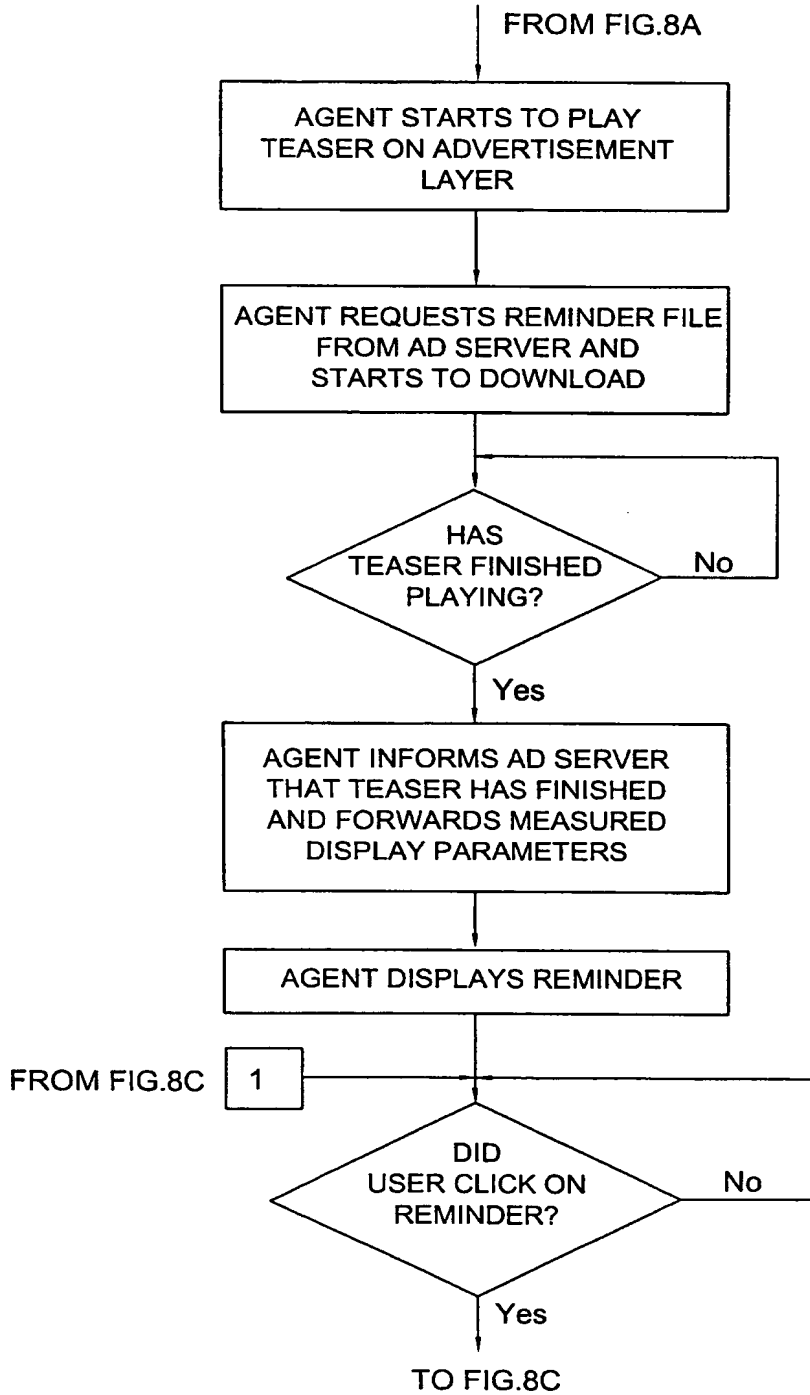 FROM FIG.8A
AGENT STARTS TO PLAY
TEASER ON ADVERTISEMENT
LAYER
AGENT REQUESTS REMINDER FILE
FROM AD SERVER AND
STARTS TO DOWNLOAD
HAS
TEASER FINISHED
PLAYING?
No
Yes
AGENT INFORMS AD SERVER
THAT TEASER HAS FINISHED
AND FORWARDS MEASURED
DISPLAY PARAMETERS
AGENT DISPLAYS REMINDER
FROM FIG.8C 1
DID
USER CLICK ON
REMINDER?
No
Yes
TO FIG.8C